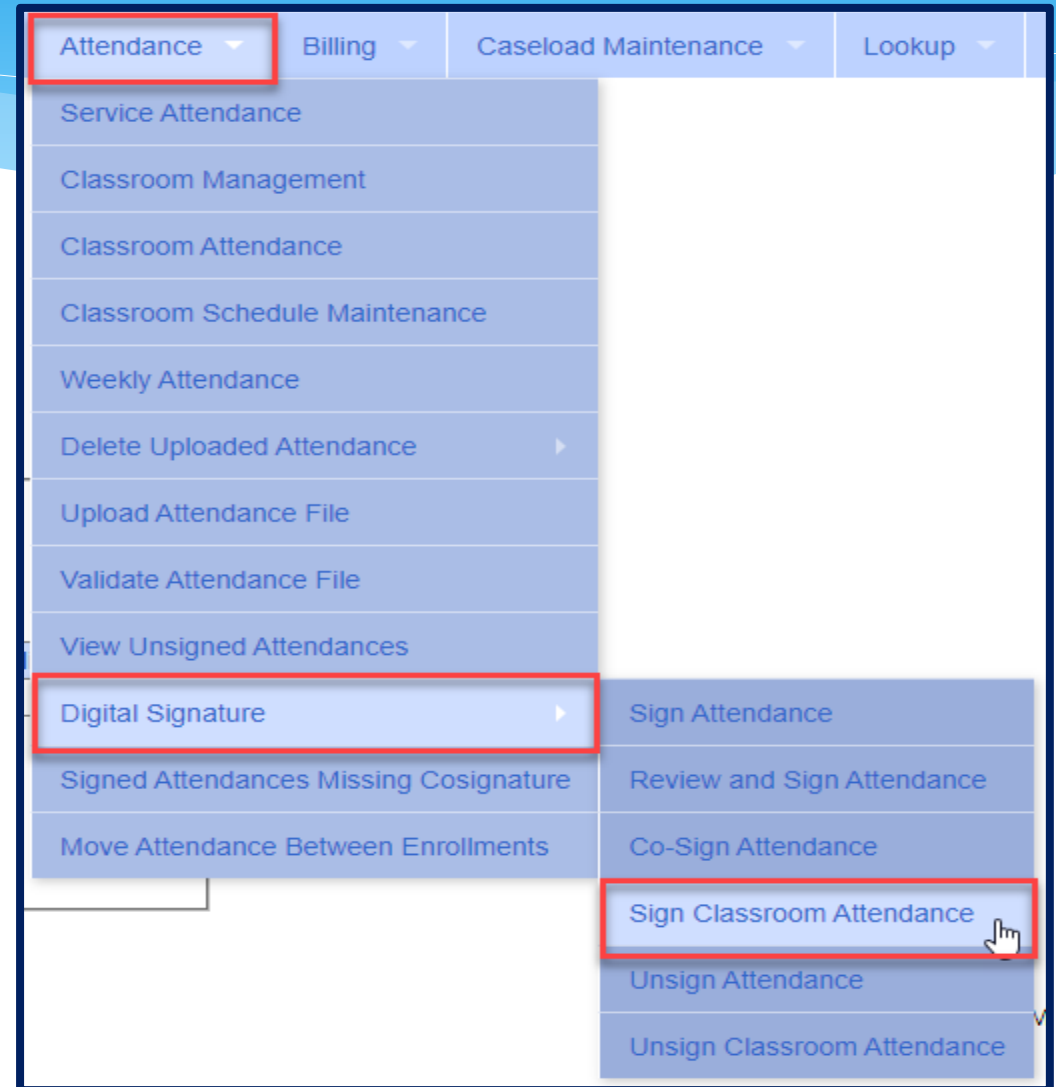 Attendance
Billing
Caseload Maintenance
Lookup
Service Attendance
Classroom Management
Classroom Attendance
Classroom Schedule Maintenance
Weekly Attendance
Delete Uploaded Attendance
Upload Attendance File
Validate Attendance File
View Unsigned Attendances
Digital Signature
Signed Attendances Missing Cosignature
Move Attendance Between Enrollments
Sign Attendance
Review and Sign Attendance
Co-Sign Attendance
Sign Classroom Attendance
Unsign Attendance
Unsign Classroom Attendance